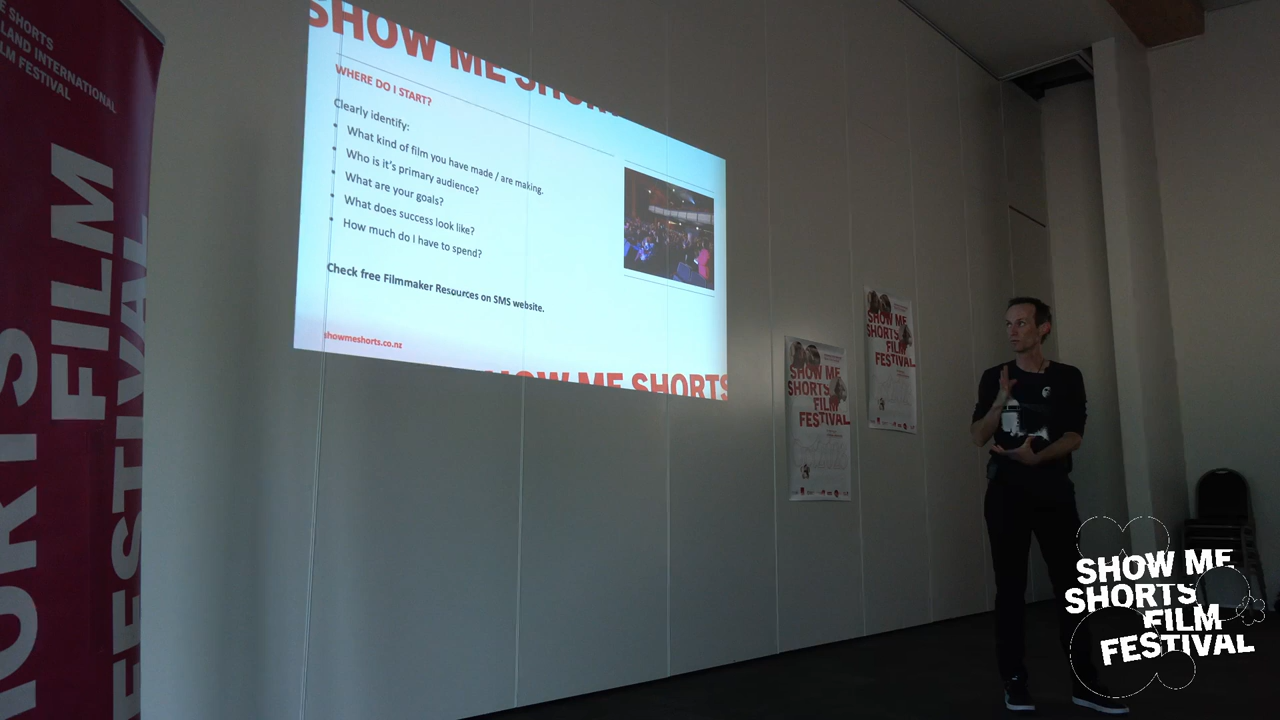 E SHORTS
LAND INTERNATIONAL
LM FESTIVAL
SHORTS
FILM
FESTIVAL
SHOW ME SHORTS
WHERE DO I START?
Clearly identify:
• What kind of film you have made / are making.
• Who is it's primary audience?
• What are your goals?
• What does success look like?
• How much do I have to spend?
Check free Filmmaker Resources on SMS website.
showmeshorts.co.nz
SHOW ME SHORTS
SHOW ME
SHORTS
FILM
FESTIVAL
SHOW ME
SHORTS
FILM
FESTIVAL
SHOW ME
SHORTS
FILM
FESTIVAL